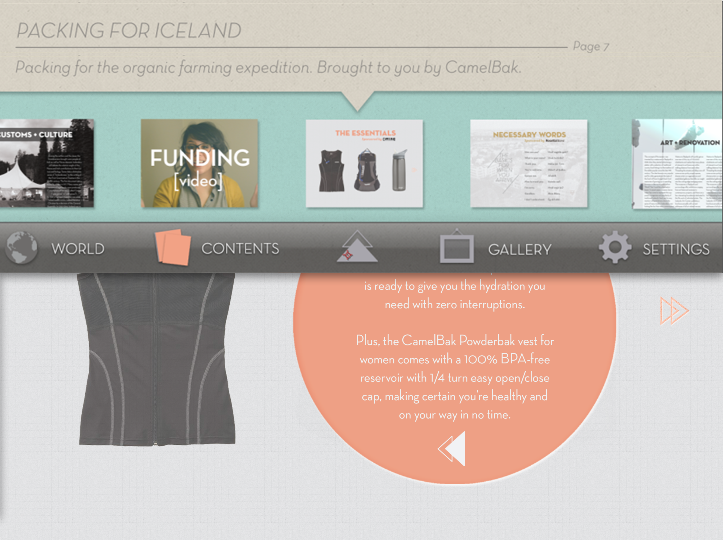 PACKING FOR ICELAND
Page 7
Packing for the organic farming expedition. Brought to you by CamelBak.
CUSTOMS + CULTURE
FUNDING
[video]
THE ESSENTIALS
NECESSARY WORDS
ART + RENOVATION
WORLD
CONTENTS
GALLERY
SETTINGS
is ready to give you the hydration you
need with zero interruptions.
Plus, the CamelBak Powderbak vest for
women comes with a 100% BPA-free
reservoir with 1/4 turn easy open/close
cap, making certain you're healthy and
on your way in no time.